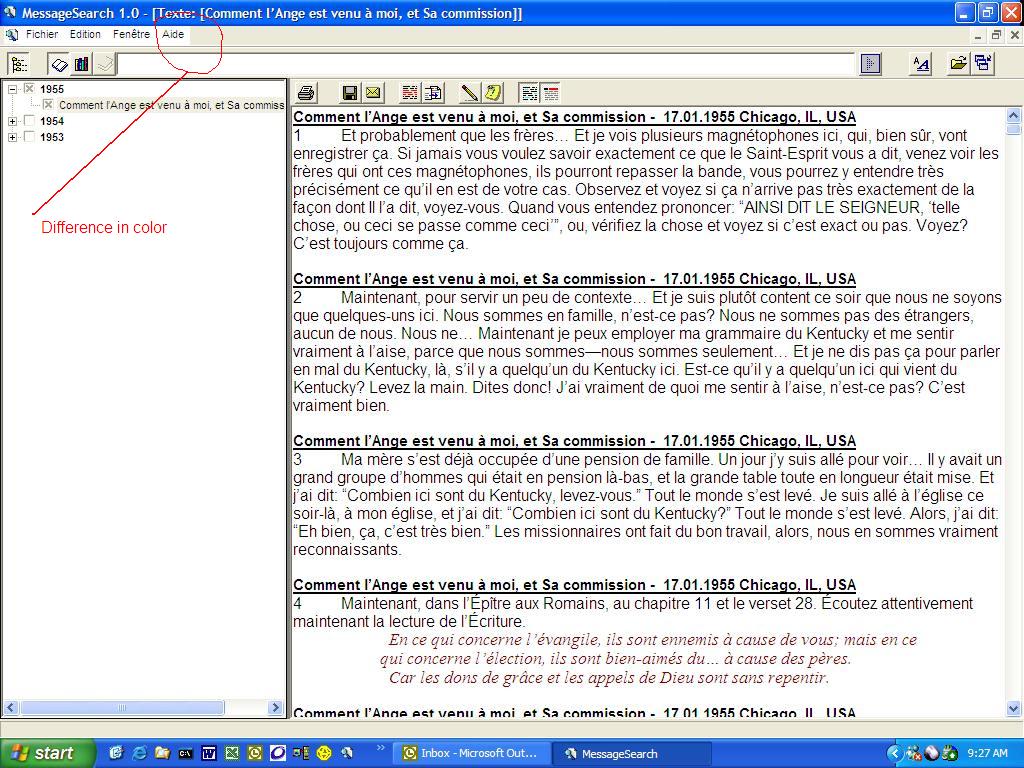 MessageSearch 1.0 - [Texte: [Comment l’Ange est venu à moi, et Sa commission]]
Fichier Edition Fenêtre Aide
1955
Comment l’Ange est venu à moi, et Sa commiss
1954
1953
Difference in color
Comment l’Ange est venu à moi, et Sa commission - 17.01.1955 Chicago, IL, USA
1 Et probablement que les frères… Et je vois plusieurs magnétophones ici, qui, bien sûr, vont
enregistrer ça. Si jamais vous voulez savoir exactement ce que le Saint-Esprit vous a dit, venez voir les
frères qui ont ces magnétophones, ils pourront repasser la bande, vous pourrez y entendre très
précisément ce qu’il en est de votre cas. Observez et voyez si ça n’arrive pas très exactement de la
façon dont Il l’a dit, voyez-vous. Quand vous entendez prononcer: “AINSI DIT LE SEIGNEUR, ‘telle
chose, ou ceci se passe comme ceci’”, ou, vérifiez la chose et voyez si c’est exact ou pas. Voyez?
C’est toujours comme ça.
Comment l’Ange est venu à moi, et Sa commission - 17.01.1955 Chicago, IL, USA
2 Maintenant, pour servir un peu de contexte… Et je suis plutôt content ce soir que nous ne soyons
que quelques-uns ici. Nous sommes en famille, n’est-ce pas? Nous ne sommes pas des étrangers,
aucun de nous. Nous ne… Maintenant je peux employer ma grammaire du Kentucky et me sentir
vraiment à l’aise, parce que nous sommes—nous sommes seulement… Et je ne dis pas ça pour parler
en mal du Kentucky, là, s’il y a quelqu’un du Kentucky ici. Est-ce qu’il y a quelqu’un ici qui vient du
Kentucky? Levez la main. Dites donc! J’ai vraiment de quoi me sentir à l’aise, n’est-ce pas? C’est
vraiment bien.
Comment l’Ange est venu à moi, et Sa commission - 17.01.1955 Chicago, IL, USA
3 Ma mère s’est déjà occupée d’une pension de famille. Un jour j’y suis allé pour voir… Il y avait un
grand groupe d’hommes qui était en pension là-bas, et la grande table toute en longueur était mise. Et
j’ai dit: “Combien ici sont du Kentucky, levez-vous.” Tout le monde s’est levé. Je suis allé à l’église ce
soir-là, à mon église, et j’ai dit: “Combien ici sont du Kentucky?” Tout le monde s’est levé. Alors, j’ai dit:
“Eh bien, ça, c’est très bien.” Les missionnaires ont fait du bon travail, alors, nous en sommes vraiment
reconnaissants.
Comment l’Ange est venu à moi, et Sa commission - 17.01.1955 Chicago, IL, USA
4 Maintenant, dans l’Épître aux Romains, au chapitre 11 et le verset 28. Écoutez attentivement
maintenant la lecture de l’Écriture.
En ce qui concerne l’évangile, ils sont ennemis à cause de vous; mais en ce
qui concerne l’élection, ils sont bien-aimés du… à cause des pères.
Car les dons de grâce et les appels de Dieu sont sans repentir.
Comment l’Ange est venu à moi, et Sa commission - 17.01.1955 Chicago, IL, USA
start Inbox - Microsoft Out... MessageSearch 9:27 AM